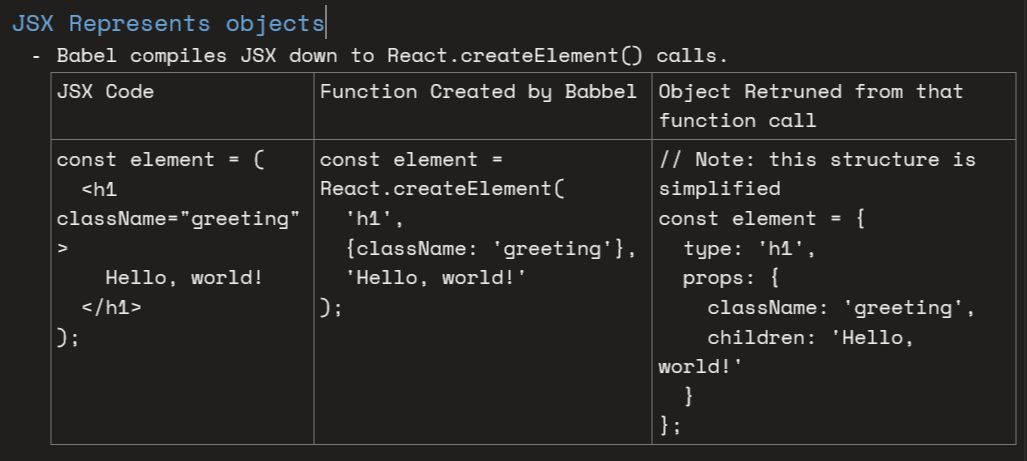 JSX Represents objects
- Babel compiles JSX down to React.createElement() calls.
JSX Code
Function Created by Babbel
Object Retruned from that
function call
const element = (
  <h1
className="greeting"
>
    Hello, world!
  </h1>
);
const element =
React.createElement(
  'h1',
  {className: 'greeting'},
  'Hello, world!'
);
// Note: this structure is
simplified
const element = {
  type: 'h1',
  props: {
    className: 'greeting',
    children: 'Hello,
world!'
  }
};